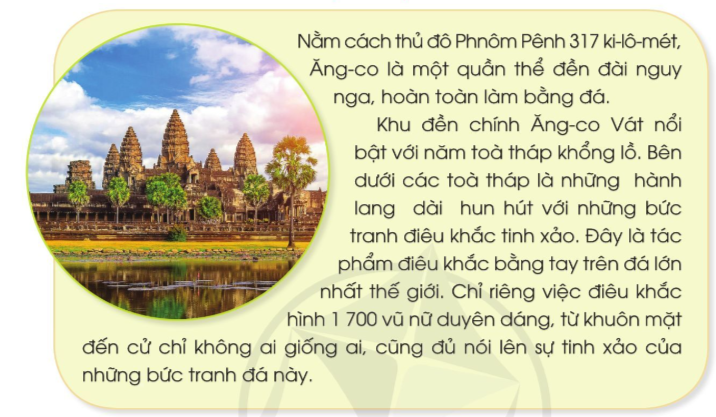 Nằm cách thủ đô Phnôm Pênh 317 ki-lô-mét,
Ăng-co là một quần thể đền đài nguy
nga, hoàn toàn làm bằng đá.
Khu đền chính Ăng-co Vát nổi
bật với năm toà tháp khổng lồ. Bên
dưới các toà tháp là những hành
lang dài hun hút với những bức
tranh điêu khắc tinh xảo. Đây là tác
phẩm điêu khắc bằng tay trên đá lớn
nhất thế giới. Chỉ riêng việc điêu khắc
hình 1 700 vũ nữ duyên dáng, từ khuôn mặt
đến cử chỉ không ai giống ai, cũng đủ nói lên sự tinh xảo của
những bức tranh đá này.